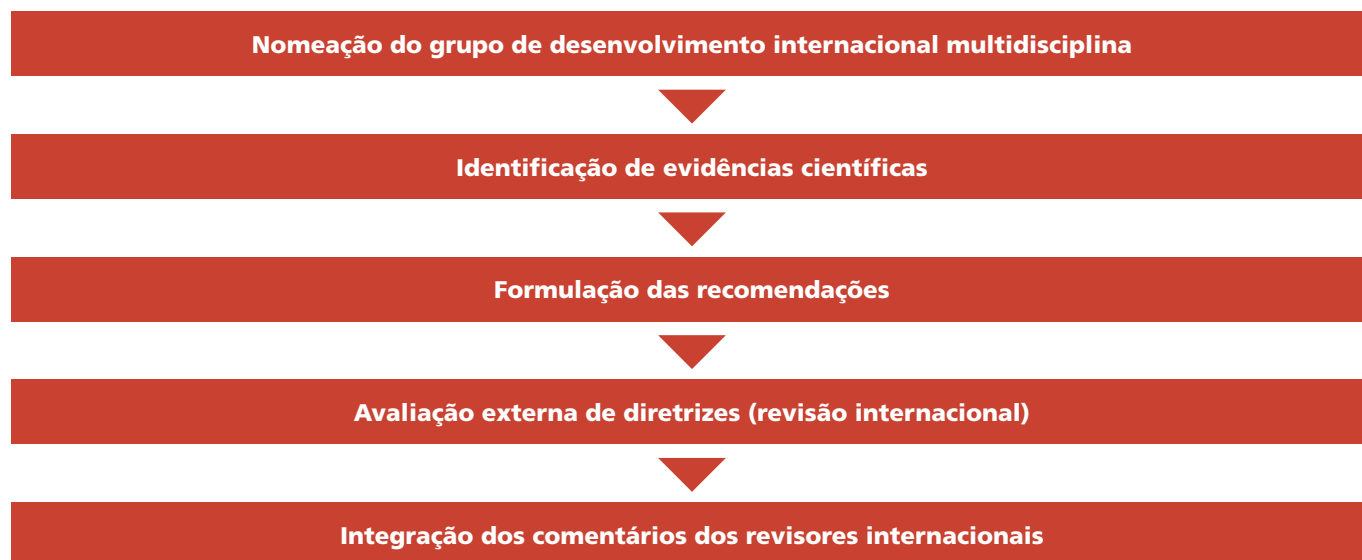 Nomeação do grupo de desenvolvimento internacional multidisciplina
Identificação de evidências científicas
Formulação das recomendações
Avaliação externa de diretrizes (revisão internacional)
Integração dos comentários dos revisores internacionais